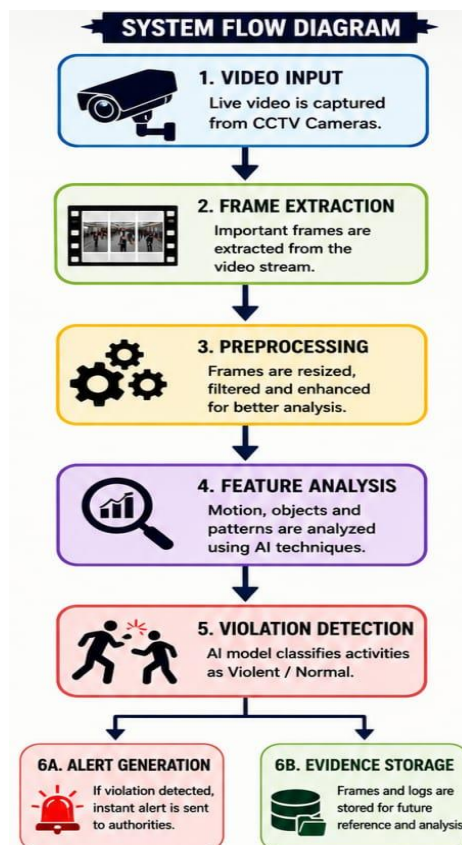 SYSTEM FLOW DIAGRAM
1. VIDEO INPUT
Live video is captured
from CCTV Cameras.
2. FRAME EXTRACTION
Important frames are
extracted from the
video stream.
3. PREPROCESSING
Frames are resized,
filtered and enhanced
for better analysis.
4. FEATURE ANALYSIS
Motion, objects and
patterns are analyzed
using AI techniques.
5. VIOLATION DETECTION
AI model classifies activities
as Violent / Normal.
6A. ALERT GENERATION
If violation detected,
instant alert is sent
to authorities.
6B. EVIDENCE STORAGE
Frames and logs are
stored for future
reference and analysis